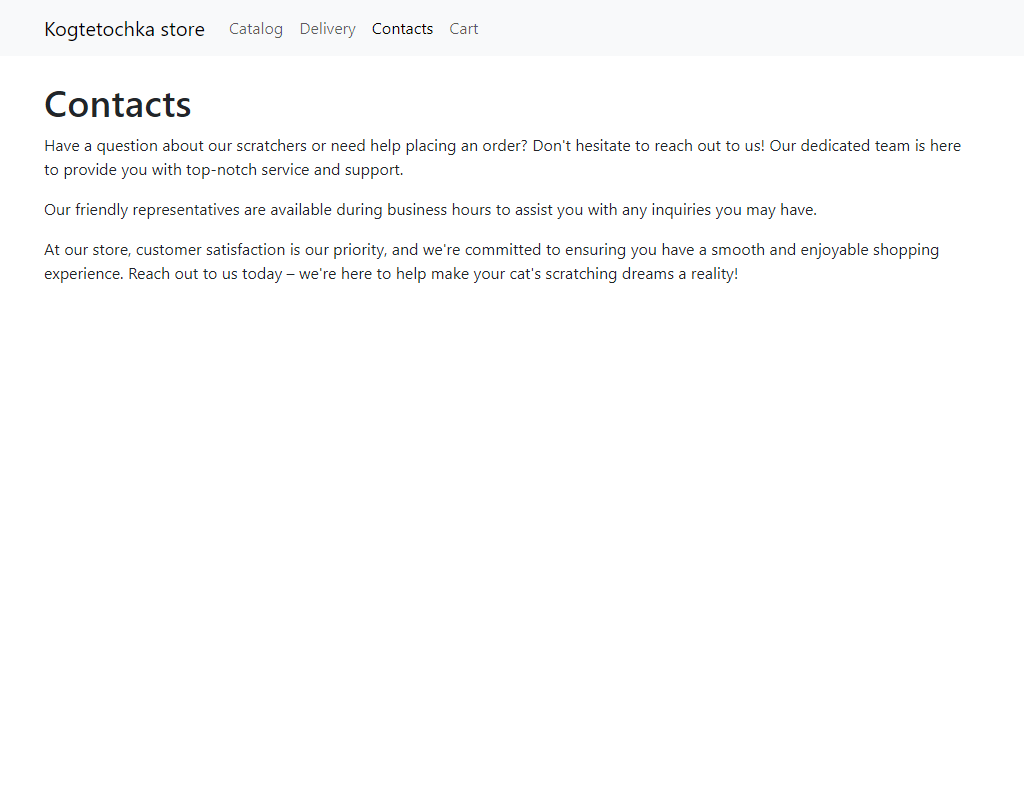 Kogtetochka store Catalog Delivery Contacts Cart
Contacts
Have a question about our scratchers or need help placing an order? Don't hesitate to reach out to us! Our dedicated team is here
to provide you with top-notch service and support.
Our friendly representatives are available during business hours to assist you with any inquiries you may have.
At our store, customer satisfaction is our priority, and we're committed to ensuring you have a smooth and enjoyable shopping
experience. Reach out to us today – we're here to help make your cat's scratching dreams a reality!